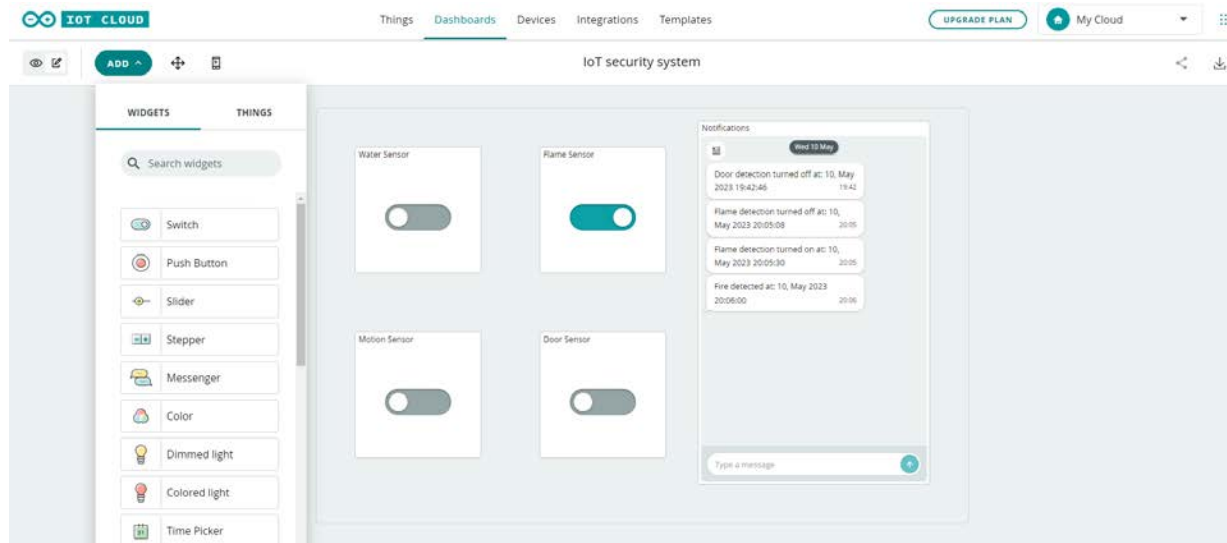 IOT CLOUD
Things Dashboards Devices Integrations Templates
UPGRADE PLAN
My Cloud
ADD
IoT security system
WIDGETS THINGS
Search widgets
Switch
Push Button
Slider
Stepper
Messenger
Color
Dimmed light
Colored light
Time Picker
Water Sensor
Flame Sensor
Motion Sensor
Door Sensor
Notifications
Wed 10 May
Door detection turned off at: 10, May
2023 19:42:46 19:42
Flame detection turned off at: 10,
May 2023 20:05:08 20:05
Flame detection turned on at: 10,
May 2023 20:05:30 20:05
Fire detected at: 10, May 2023
20:06:00 20:06
Type a message